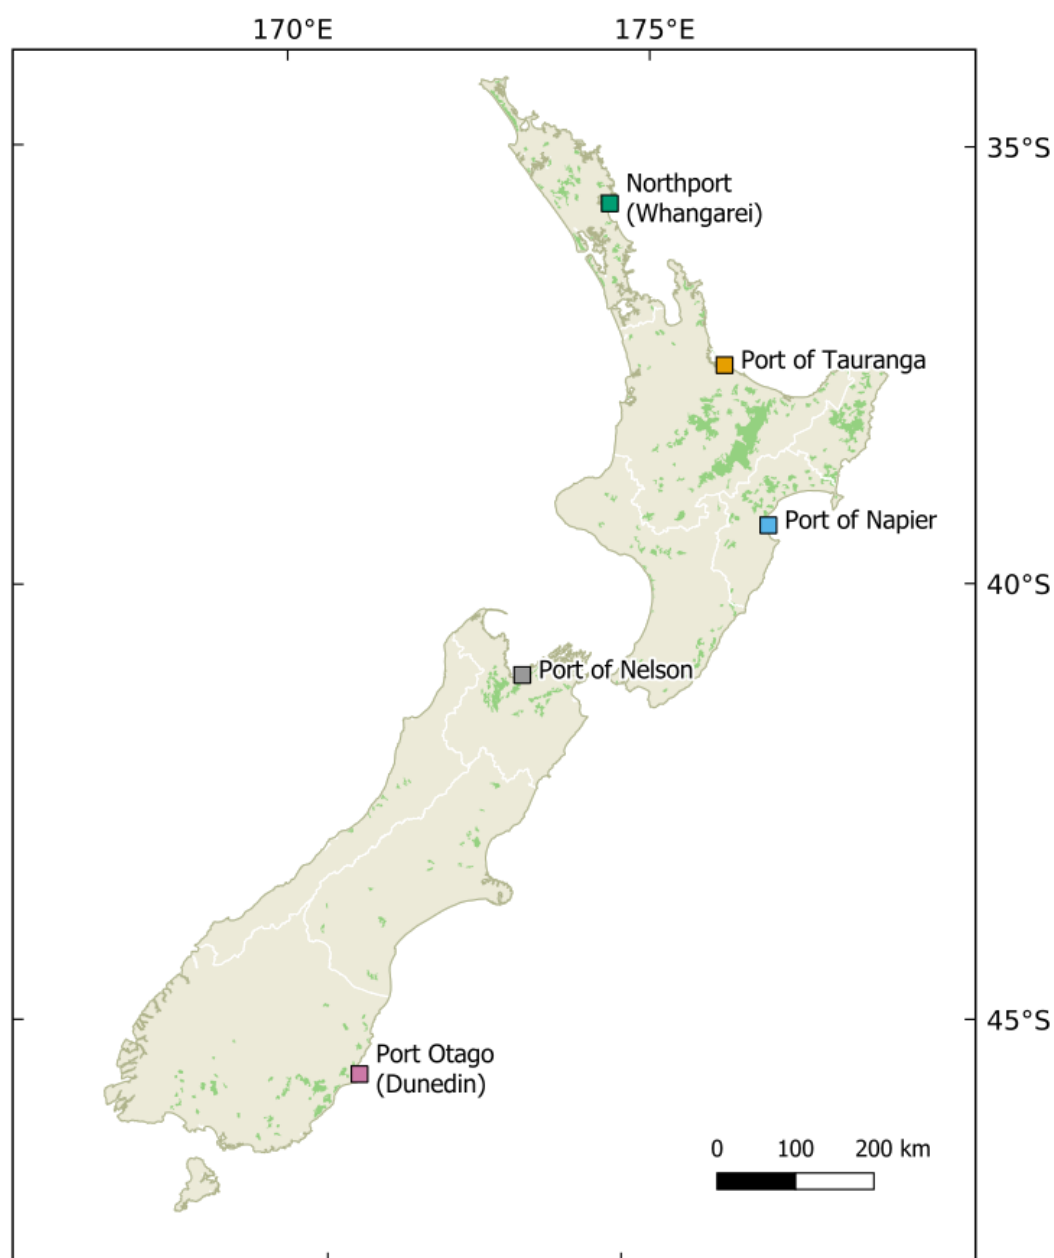 170°E 175°E
35°S
Northport
(Whangarei)
Port of Tauranga
Port of Napier
40°S
Port of Nelson
45°S
Port Otago
(Dunedin)
0 100 200 km